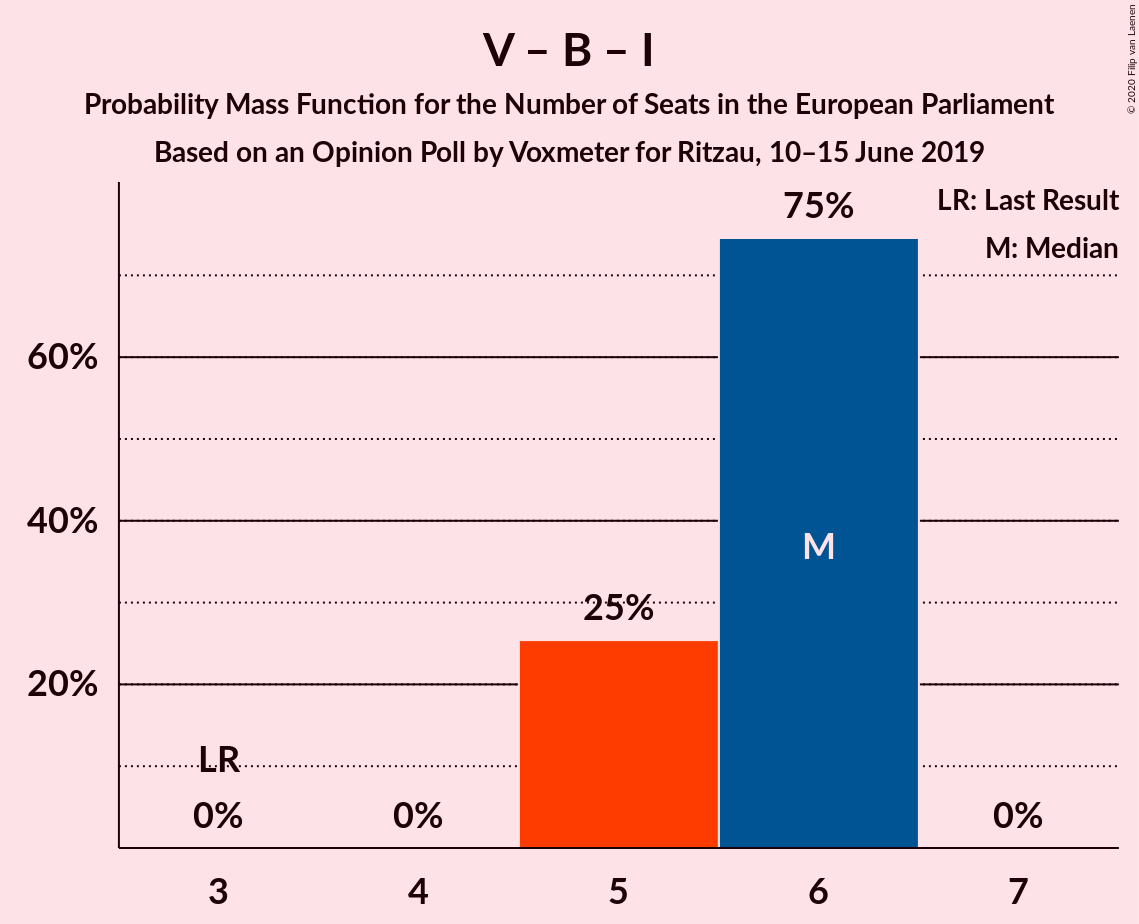 V – B – I
Probability Mass Function for the Number of Seats in the European Parliament
Based on an Opinion Poll by Voxmeter for Ritzau, 10–15 June 2019
© 2020 Filip van Laenen
LR: Last Result
M: Median
75%
60%
40%
M
25%
20%
LR
0%
0%
0%
3
4
5
6
7